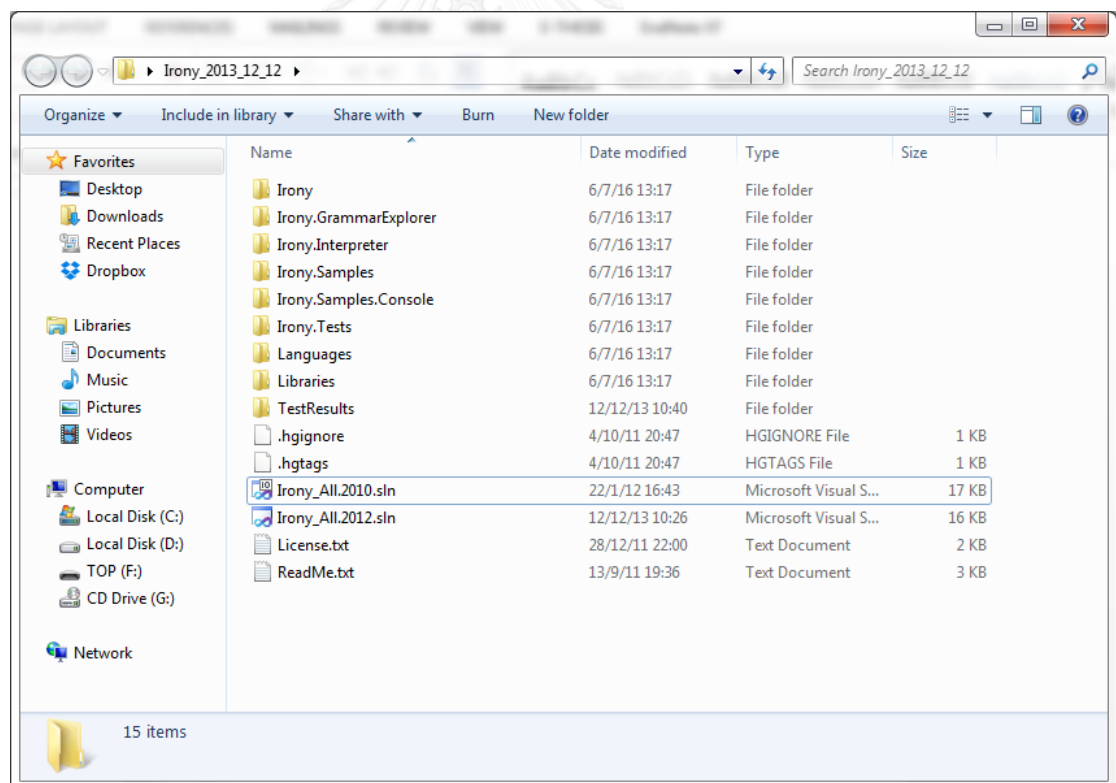 Irony_2013_12_12
Search Irony_2013_12_12
Organize Include in library Share with Burn New folder
Name Date modified Type Size
Favorites
Desktop
Downloads
Recent Places
Dropbox
Libraries
Documents
Music
Pictures
Videos
Computer
Local Disk (C:)
Local Disk (D:)
TOP (F:)
CD Drive (G:)
Network
Irony 6/7/16 13:17 File folder
Irony.GrammarExplorer 6/7/16 13:17 File folder
Irony.Interpreter 6/7/16 13:17 File folder
Irony.Samples 6/7/16 13:17 File folder
Irony.Samples.Console 6/7/16 13:17 File folder
Irony.Tests 6/7/16 13:17 File folder
Languages 6/7/16 13:17 File folder
Libraries 6/7/16 13:17 File folder
TestResults 12/12/13 10:40 File folder
.hgignore 4/10/11 20:47 HGIGNORE File 1 KB
.hgtags 4/10/11 20:47 HGTAGS File 1 KB
Irony_All.2010.sln 22/1/12 16:43 Microsoft Visual S... 17 KB
Irony_All.2012.sln 12/12/13 10:26 Microsoft Visual S... 16 KB
License.txt 28/12/11 22:00 Text Document 2 KB
ReadMe.txt 13/9/11 19:36 Text Document 3 KB
15 items